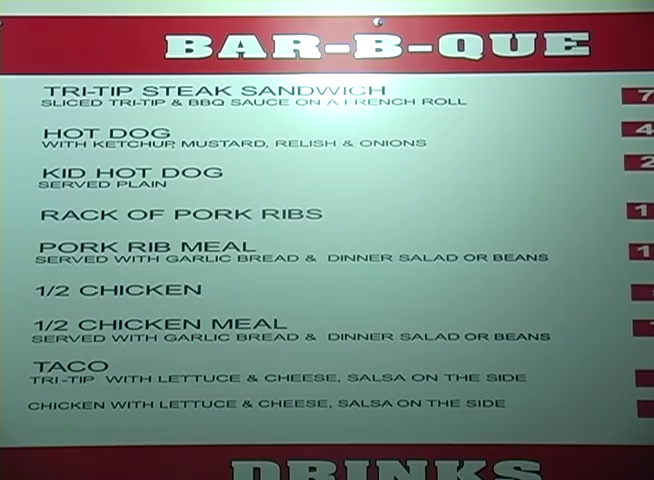 BAR-B-QUE
TRI-TIP STEAK SANDWICH 7
SLICED TRI-TIP & BBQ SAUCE ON A FRENCH ROLL
HOT DOG 4
WITH KETCHUP, MUSTARD, RELISH & ONIONS
KID HOT DOG 2
SERVED PLAIN
RACK OF PORK RIBS 1
PORK RIB MEAL 1
SERVED WITH GARLIC BREAD & DINNER SALAD OR BEANS
1/2 CHICKEN
1/2 CHICKEN MEAL
SERVED WITH GARLIC BREAD & DINNER SALAD OR BEANS
TACO
TRI-TIP WITH LETTUCE & CHEESE, SALSA ON THE SIDE
CHICKEN WITH LETTUCE & CHEESE, SALSA ON THE SIDE
DRINKS